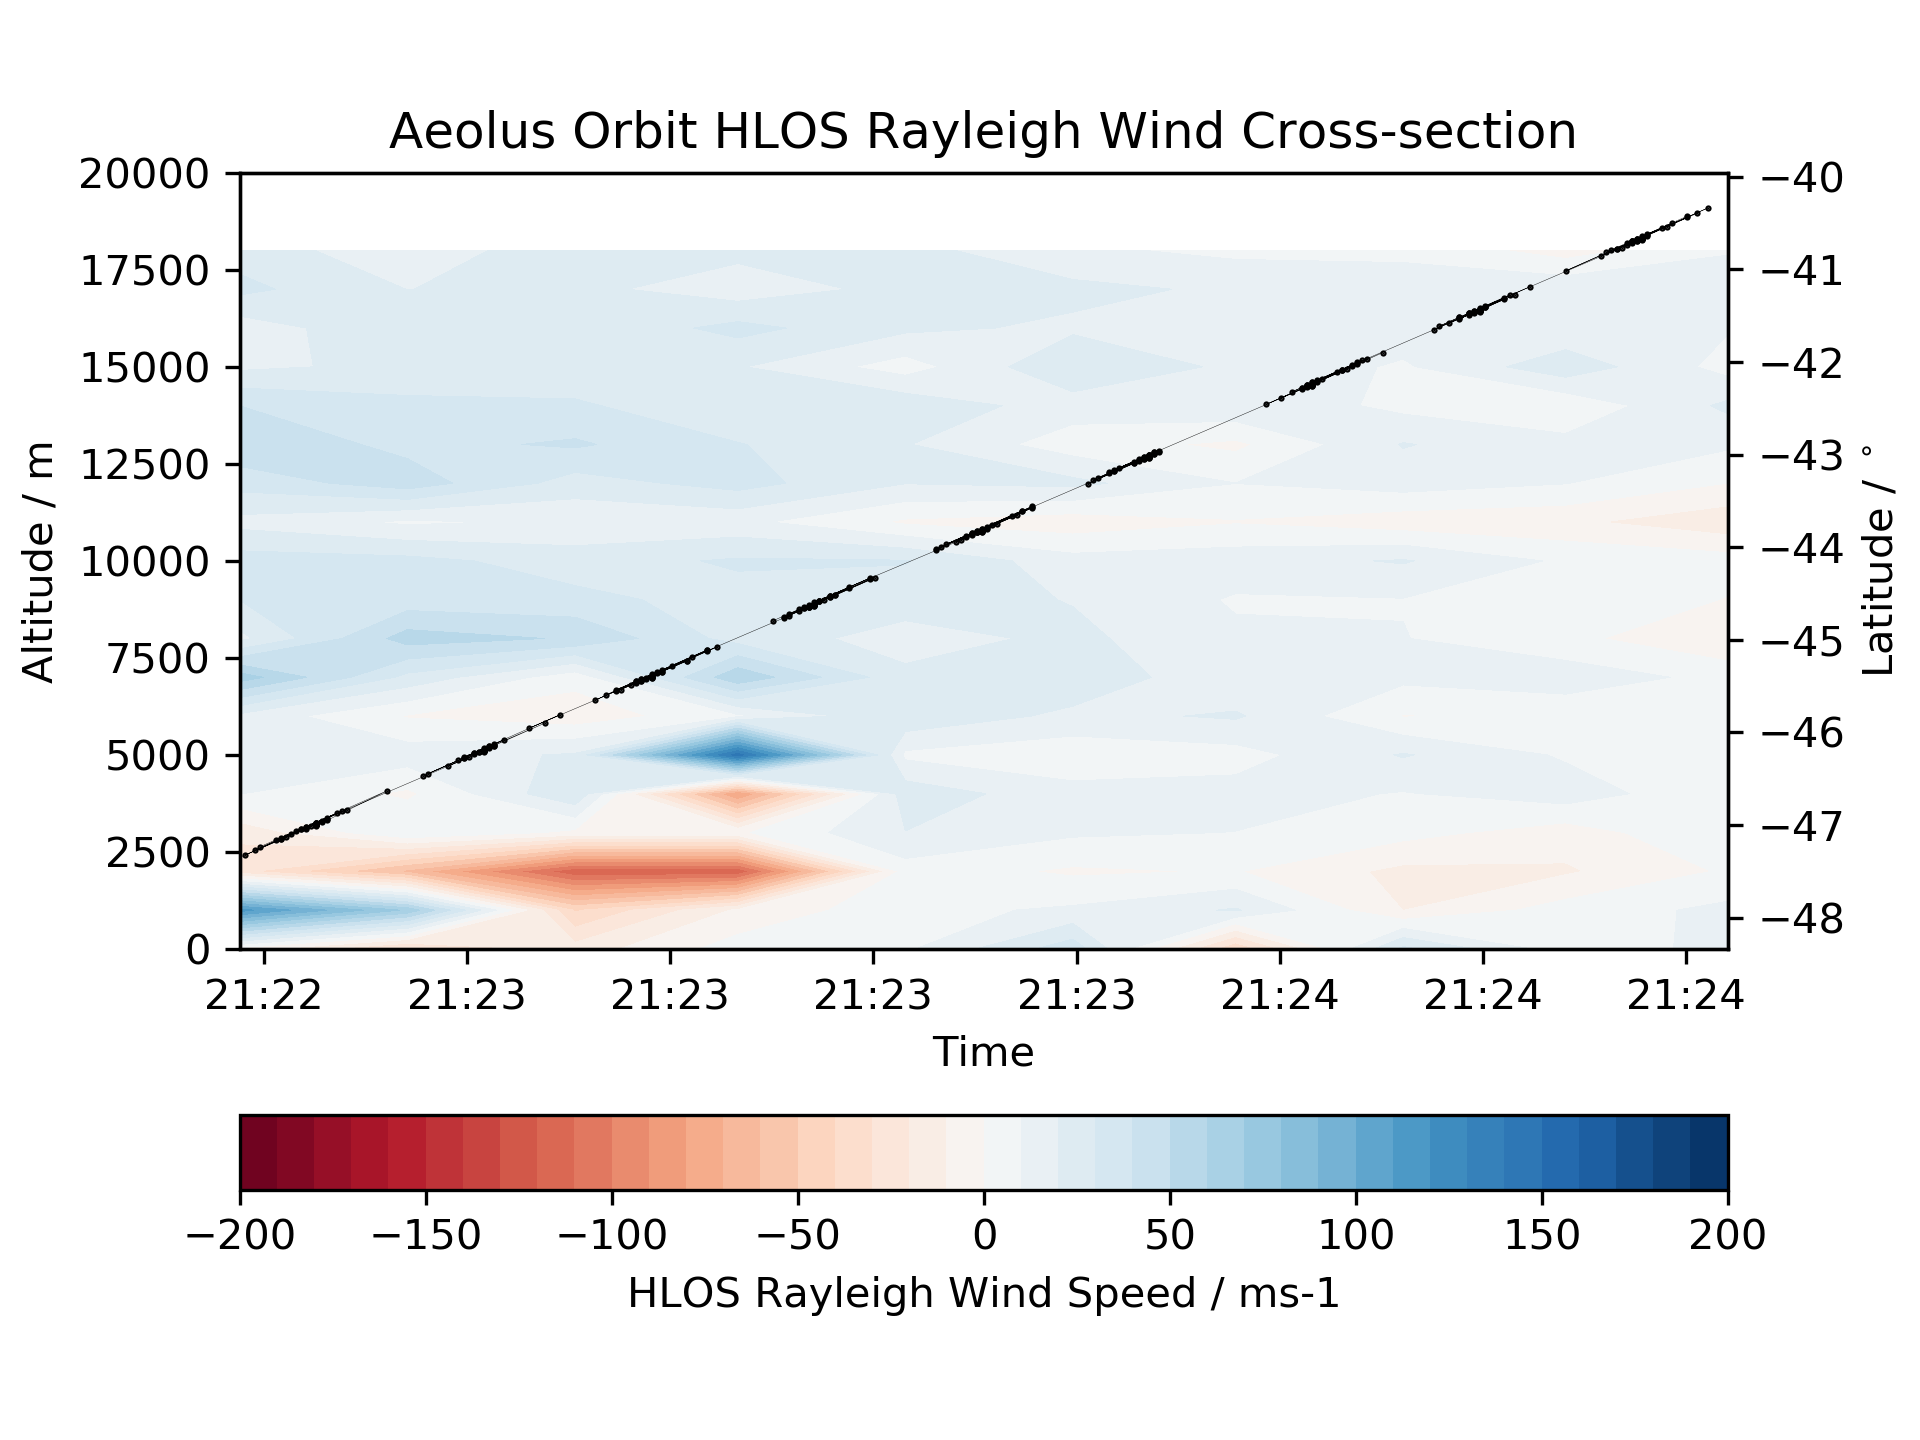 Aeolus Orbit HLOS Rayleigh Wind Cross-section
20000
17500
15000
12500
10000
7500
5000
2500
0
Altitude / m
−40
−41
−42
−43
−44
−45
−46
−47
−48
Latitude / °
21:22 21:23 21:23 21:23 21:23 21:24 21:24 21:24
Time
−200 −150 −100 −50 0 50 100 150 200
HLOS Rayleigh Wind Speed / ms-1